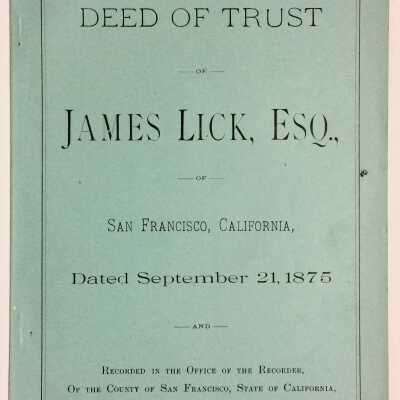 DEED OF TRUST
OF
JAMES LICK, ESQ.,
OF
SAN FRANCISCO, CALIFORNIA,
Dated September 21, 1875
AND
RECORDED IN THE OFFICE OF THE RECORDER,
OF THE COUNTY OF SAN FRANCISCO, STATE OF CALIFORNIA,